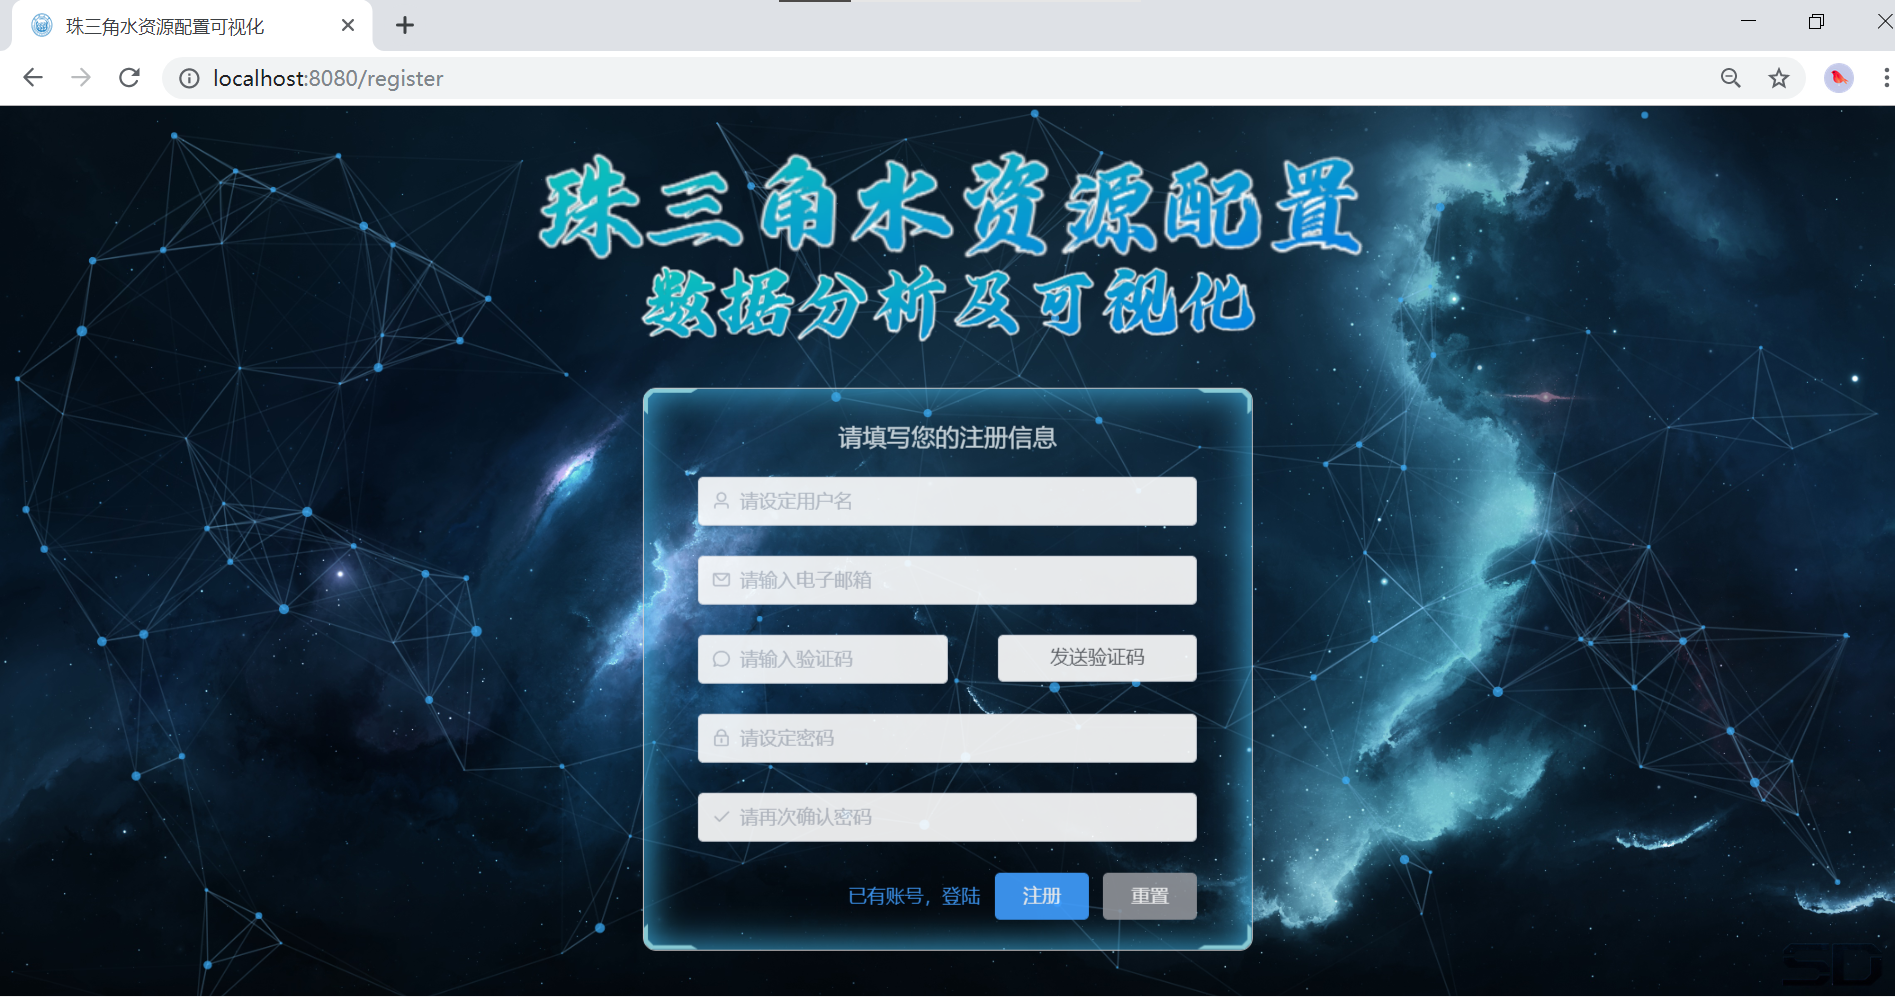 珠三角水资源配置可视化
localhost:8080/register
珠三角水资源配置
数据分析及可视化
请填写您的注册信息
请设定用户名
请输入电子邮箱
请输入验证码 发送验证码
请设定密码
请再次确认密码
已有账号，登陆 注册 重置
SD